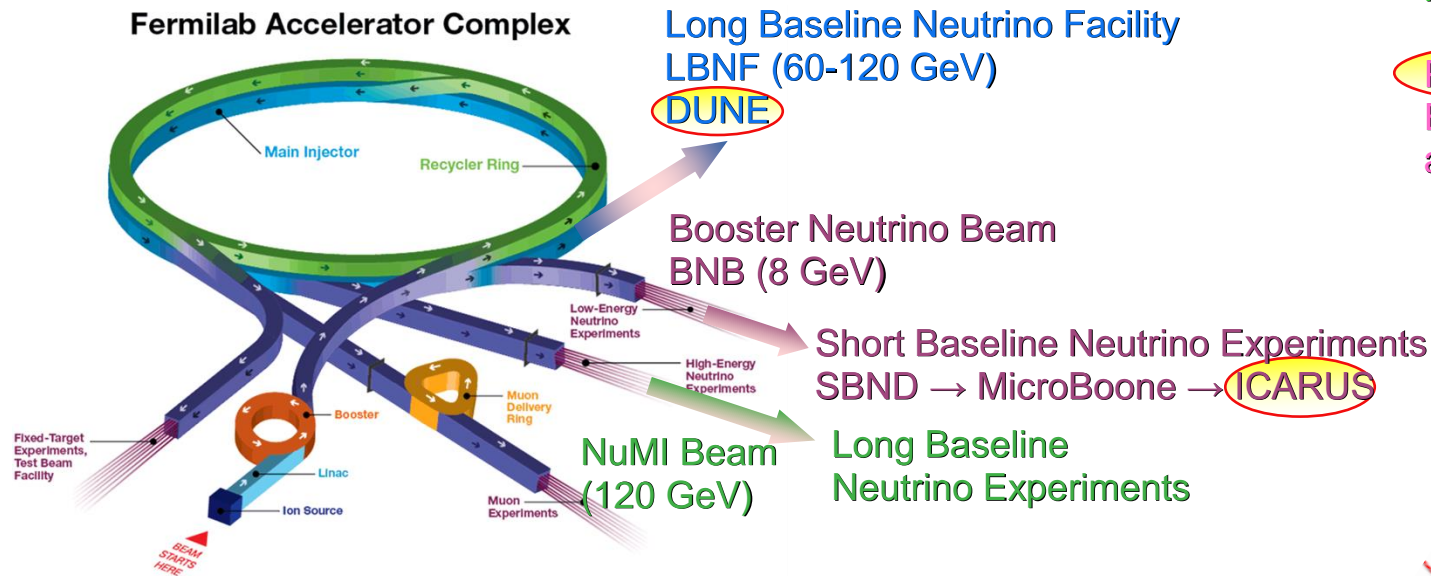 Fermilab Accelerator Complex
Long Baseline Neutrino Facility
LBNF (60-120 GeV)
DUNE
Main Injector
Recycler Ring
Booster Neutrino Beam
BNB (8 GeV)
Low-Energy
Neutrino
Experiments
Short Baseline Neutrino Experiments
SBND → MicroBoone → ICARUS
High-Energy
Neutrino
Experiments
Muon
Delivery
Ring
Booster
Fixed-Target
Experiments,
Test Beam
Facility
Linac
NuMI Beam
(120 GeV)
Long Baseline
Neutrino Experiments
Muon
Experiments
Ion Source
BEAM
STARTS
HERE